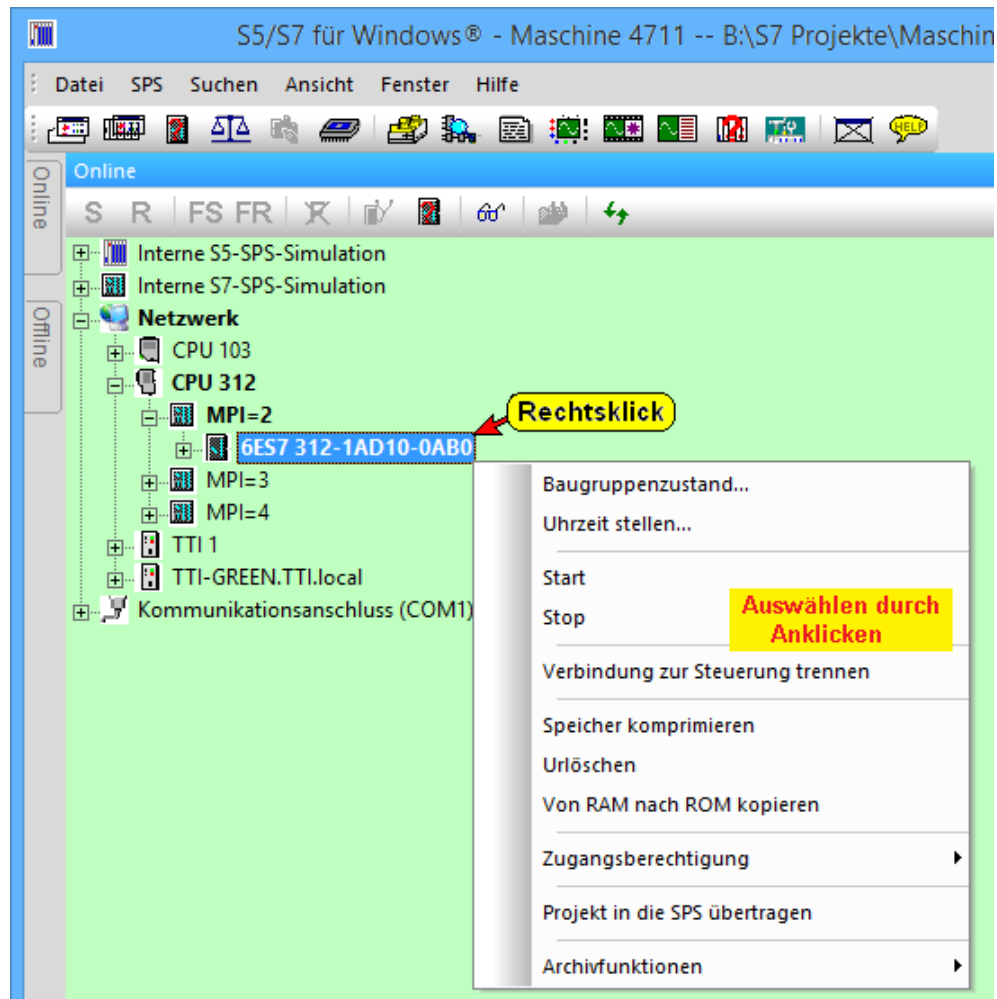 S5/S7 für Windows® - Maschine 4711 -- B:\S7 Projekte\Maschin
Datei SPS Suchen Ansicht Fenster Hilfe
HELP
Online
Online
S R FS FR
Interne S5-SPS-Simulation
Interne S7-SPS-Simulation
Offline
Netzwerk
CPU 103
CPU 312
MPI=2
Rechtsklick
6ES7 312-1AD10-0AB0
MPI=3
MPI=4
TTI 1
TTI-GREEN.TTI.local
Kommunikationsanschluss (COM1)
Baugruppenzustand...
Uhrzeit stellen...
Start
Stop
Auswählen durch
Anklicken
Verbindung zur Steuerung trennen
Speicher komprimieren
Urlöschen
Von RAM nach ROM kopieren
Zugangsberechtigung
Projekt in die SPS übertragen
Archivfunktionen